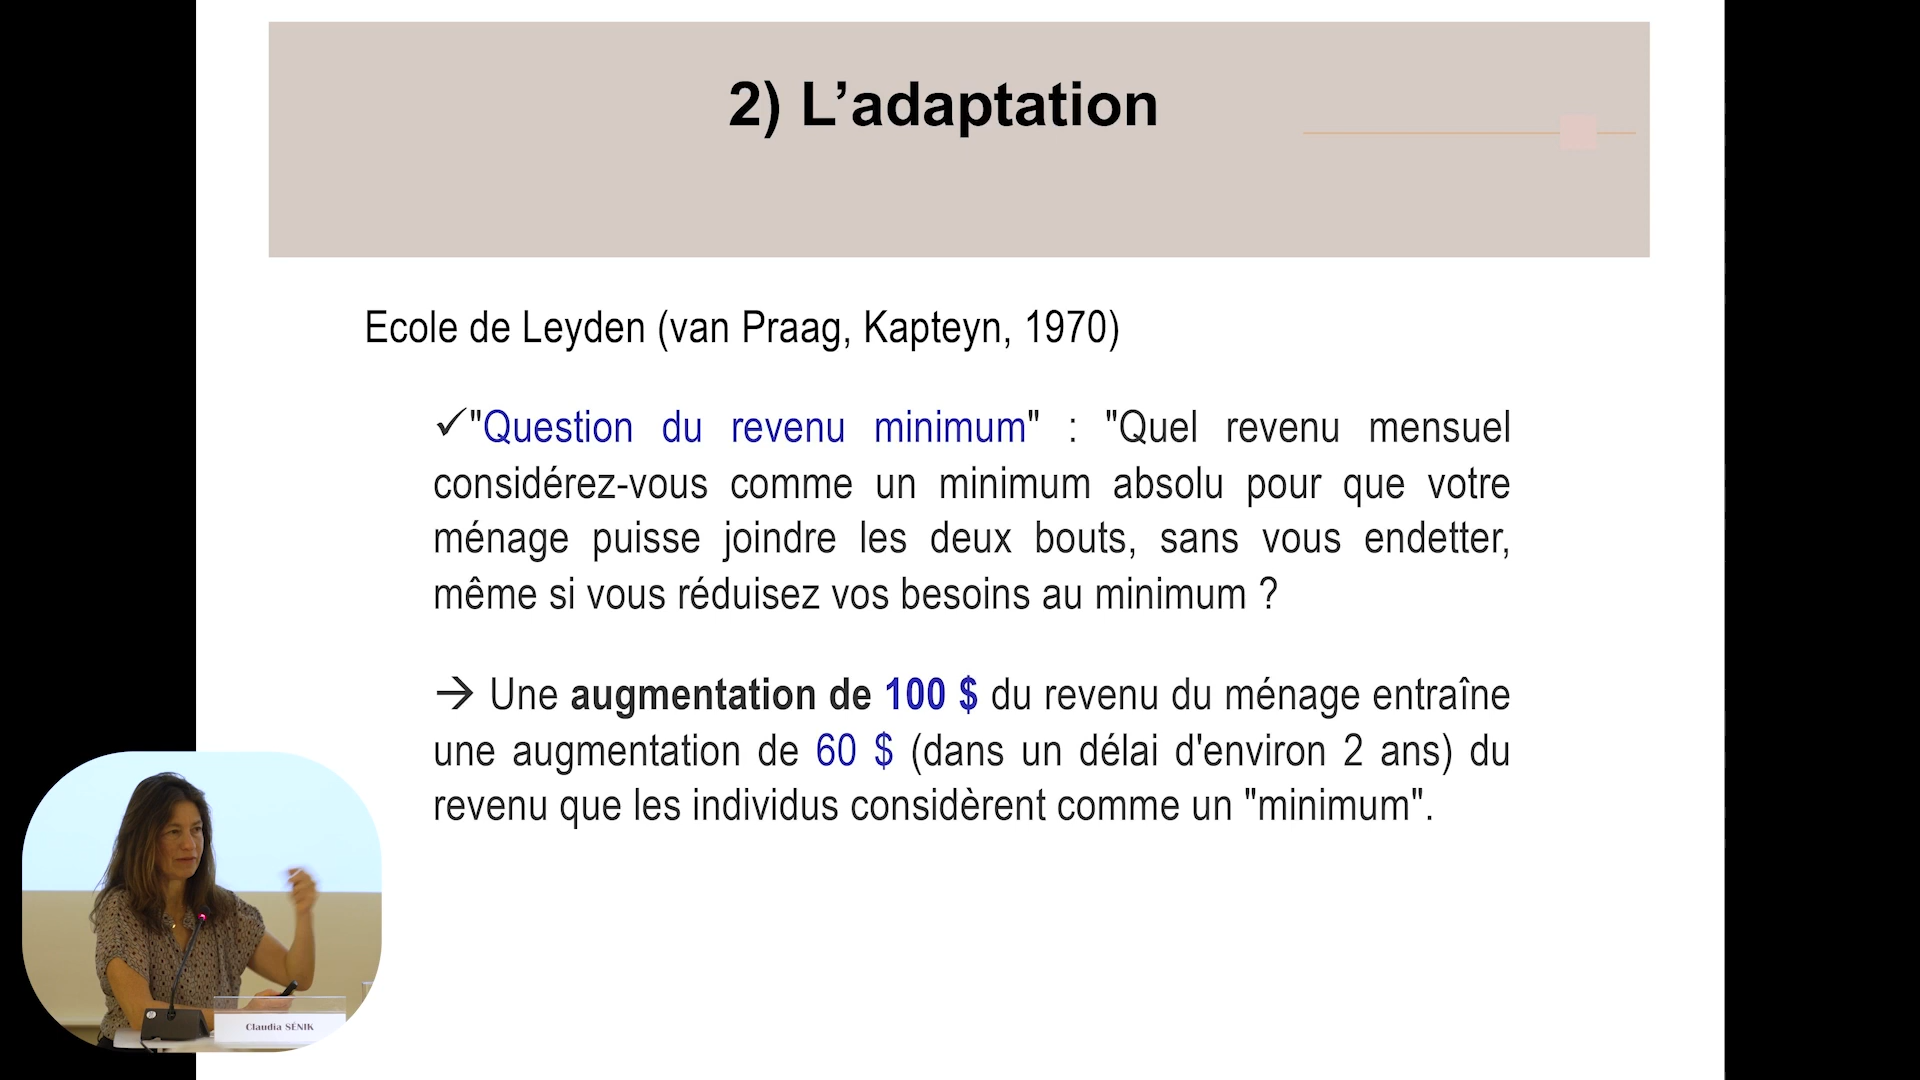 2) L’adaptation
Ecole de Leyden (van Praag, Kapteyn, 1970)
✓"Question du revenu minimum" : "Quel revenu mensuel
considérez-vous comme un minimum absolu pour que votre
ménage puisse joindre les deux bouts, sans vous endetter,
même si vous réduisez vos besoins au minimum ?
→ Une augmentation de 100 $ du revenu du ménage entraîne
une augmentation de 60 $ (dans un délai d'environ 2 ans) du
revenu que les individus considèrent comme un "minimum".
Claudia SÉNIK